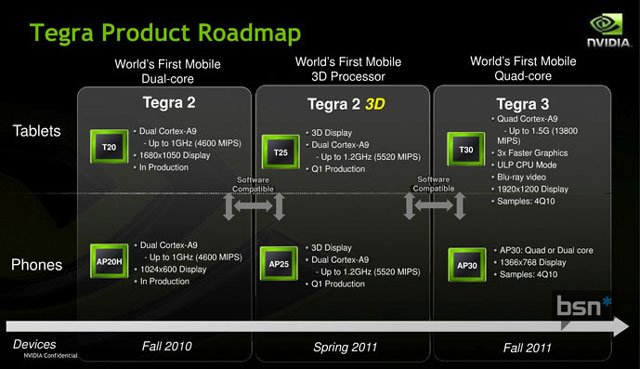 Tegra Product Roadmap
NVIDIA.
World's First Mobile
Dual-core
World's First Mobile
3D Processor
World's First Mobile
Quad-core
Tablets
Tegra 2
T20
• Dual Cortex-A9
- Up to 1GHz (4600 MIPS)
• 1680x1050 Display
• In Production
Tegra 2 3D
T25
• 3D Display
• Dual Cortex-A9
- Up to 1.2GHz (5520 MIPS)
• Q1 Production
Tegra 3
T30
• Quad Cortex-A9
- Up to 1.5G (13800
MIPS)
• 3x Faster Graphics
• ULP CPU Mode
• Blu-ray video
• 1920x1200 Display
• Samples: 4Q10
Software
Compatible
Software
Compatible
Phones
AP20H
• Dual Cortex-A9
- Up to 1GHz (4600 MIPS)
• 1024x600 Display
• In Production
AP25
• 3D Display
• Dual Cortex-A9
- Up to 1.2GHz (5520 MIPS)
• Q1 Production
AP30
• AP30: Quad or Dual core
• 1366x768 Display
• Samples: 4Q10
bsn*
Devices
Fall 2010
Spring 2011
Fall 2011
NVIDIA Confidential